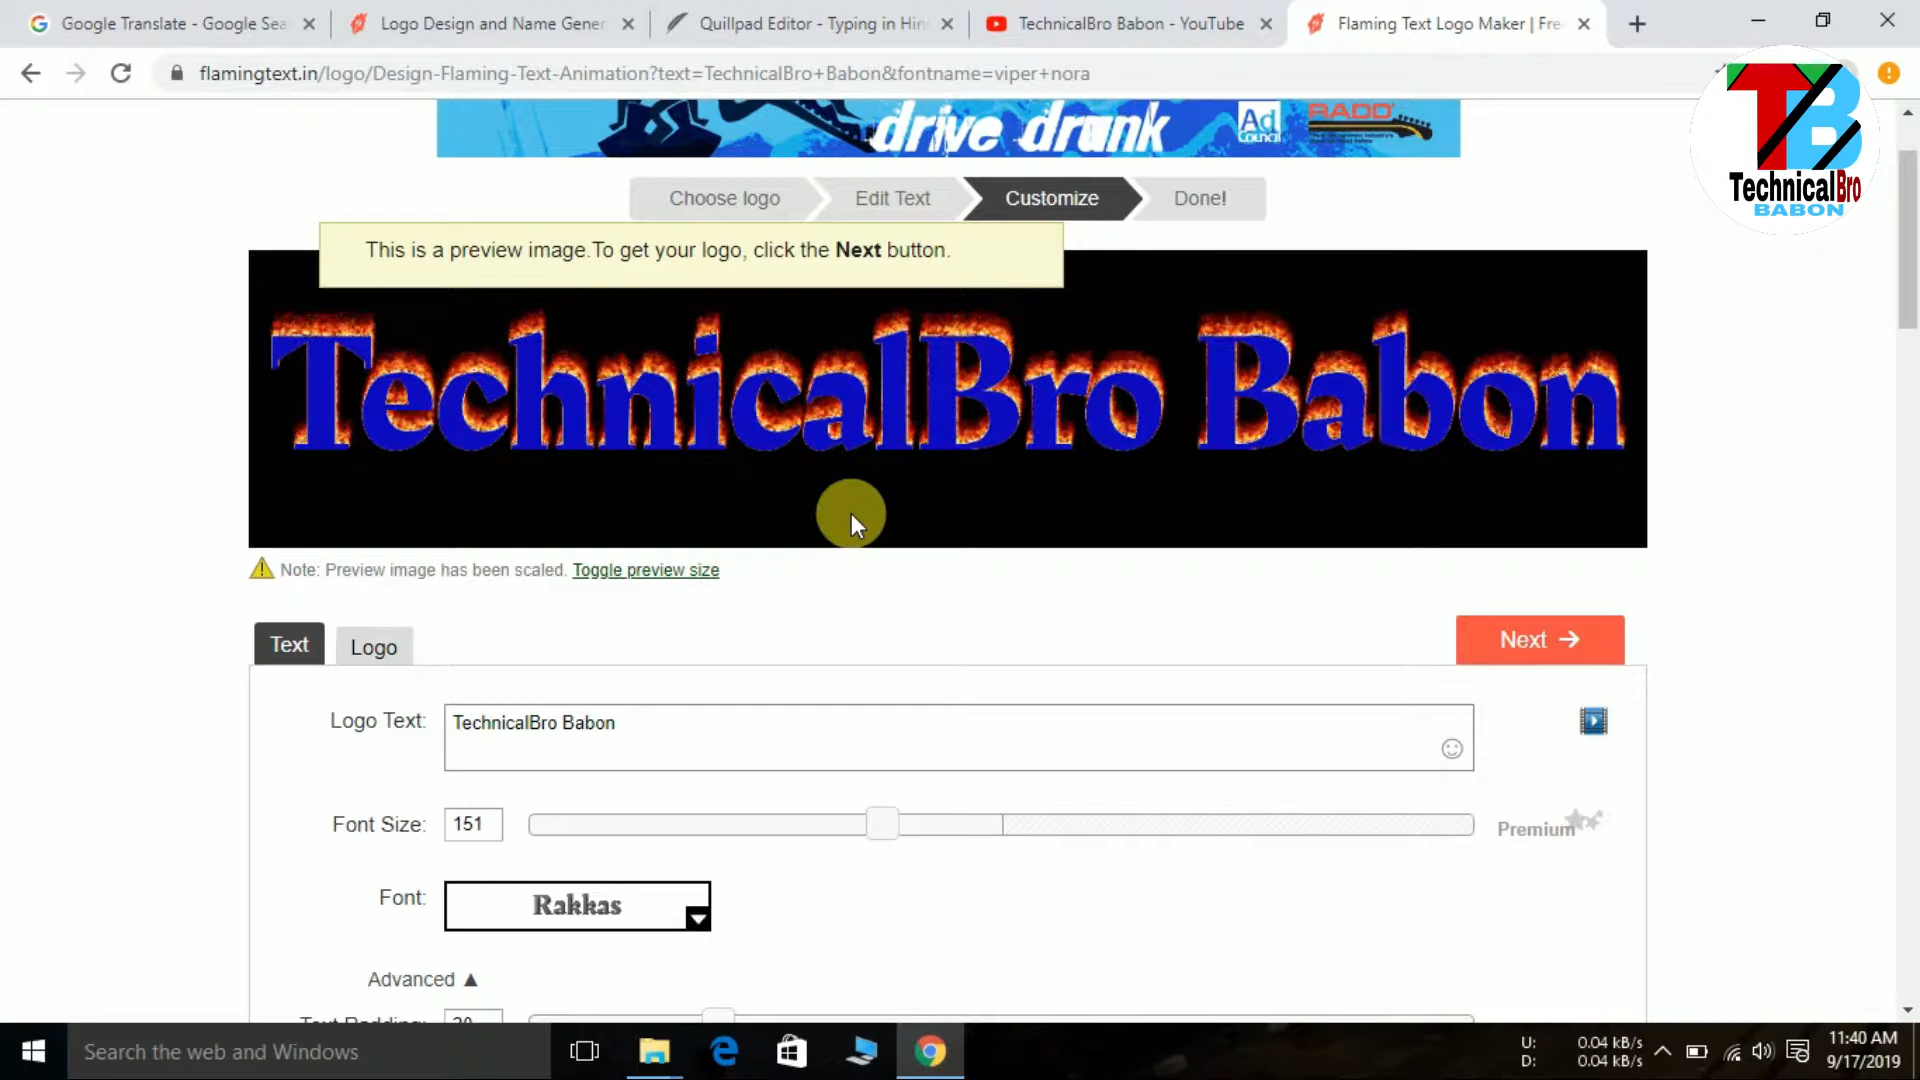 Google Translate - Google Sea
Logo Design and Name Gener
Quillpad Editor - Typing in Hin
TechnicalBro Babon - YouTube
Flaming Text Logo Maker | Fre
flamingtext.in/logo/Design-Flaming-Text-Animation?text=TechnicalBro+Babon&fontname=viper+nora
TB
TechnicalBro
BABON
drive drunk
Ad
Council
RADD
Choose logo
Edit Text
Customize
Done!
This is a preview image.To get your logo, click the Next button.
TechnicalBro Babon
Note: Preview image has been scaled. Toggle preview size
Text
Logo
Next
Logo Text:
TechnicalBro Babon
Font Size:
151
Premium
Font:
Rakkas
Advanced ▲
Search the web and Windows
U: 0.04 kB/s
D: 0.04 kB/s
11:40 AM
9/17/2019